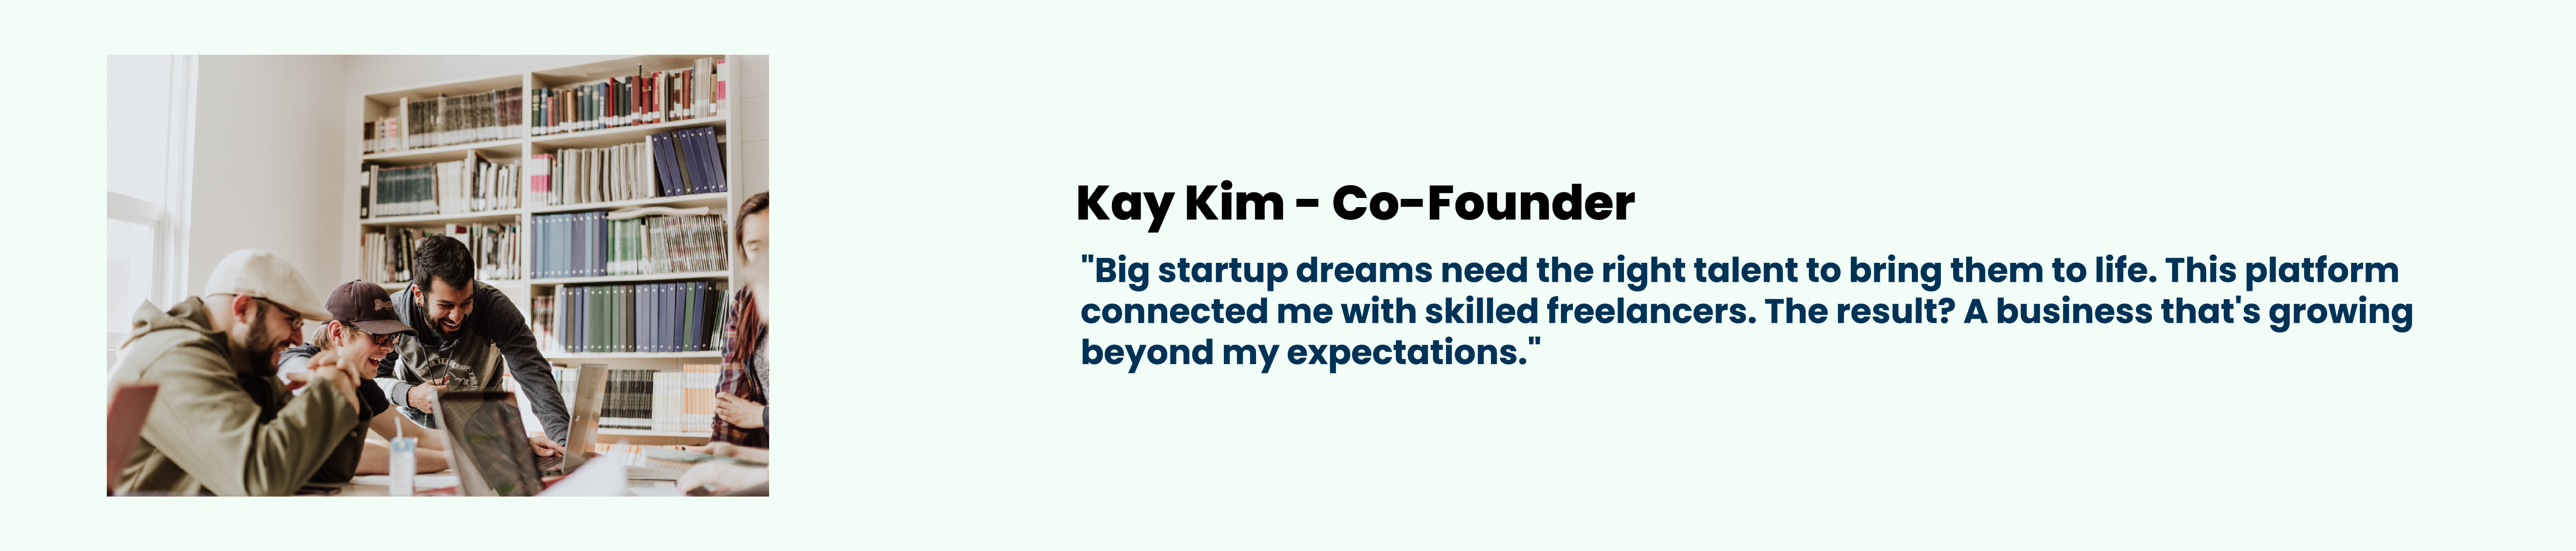 Kay Kim - Co-Founder
"Big startup dreams need the right talent to bring them to life. This platform
connected me with skilled freelancers. The result? A business that's growing
beyond my expectations."